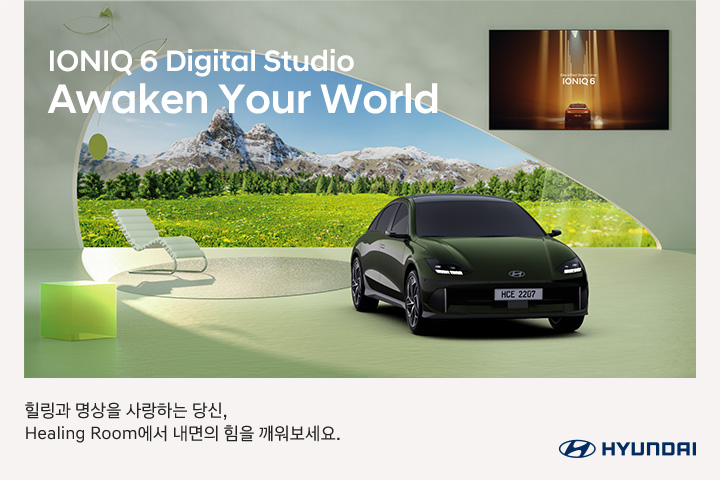 IONIQ 6 Digital Studio
Awaken Your World
IONIQ 6
HCE 2207
힐링과 명상을 사랑하는 당신,
Healing Room에서 내면의 힘을 깨워보세요.
HYUNDAI